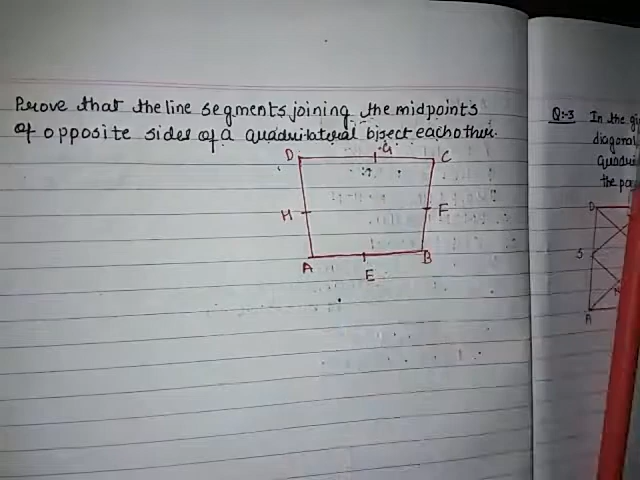 Prove that the line segments joining the midpoints
of opposite sides of a quadrilateral bisect each other.
D G C
H F
A E B
Q:-3 In the
diagonal
the
D
S
A